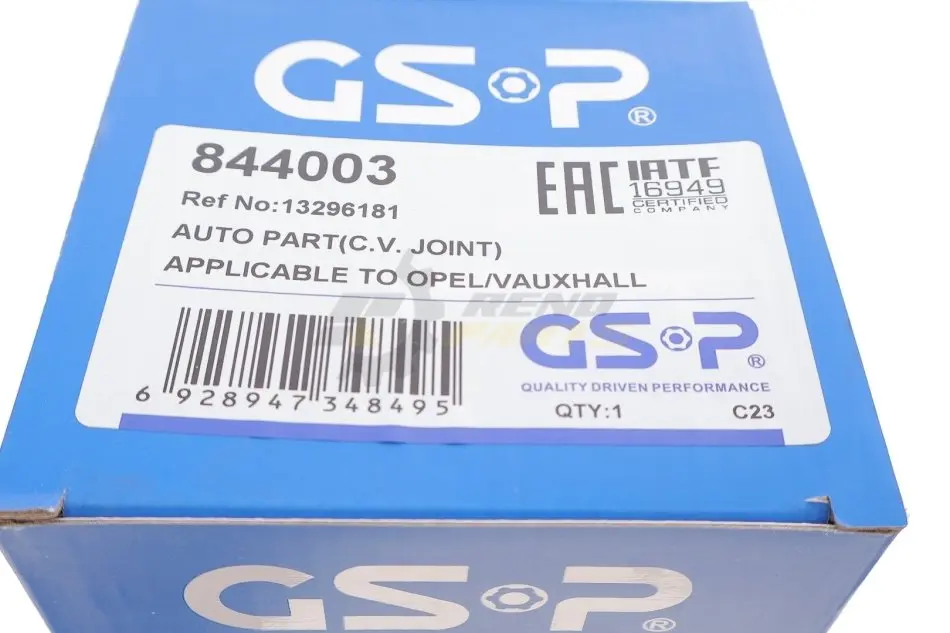 GSP®
844003
Ref No:13296181
AUTO PART(C.V. JOINT)
APPLICABLE TO OPEL/VAUXHALL
EAC
IATF
16949
CERTIFIED
COMPANY
RENO
6 928947 348495
GSP®
QUALITY DRIVEN PERFORMANCE
QTY:1
C23
GSP®